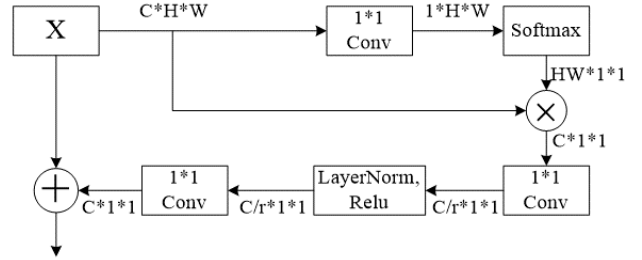 C*H*W
1*H*W
X
1*1
Conv
Softmax
HW*1*1
×
C*1*1
1*1
Conv
LayerNorm,
Relu
1*1
Conv
+
C*1*1
C/r*1*1
C/r*1*1